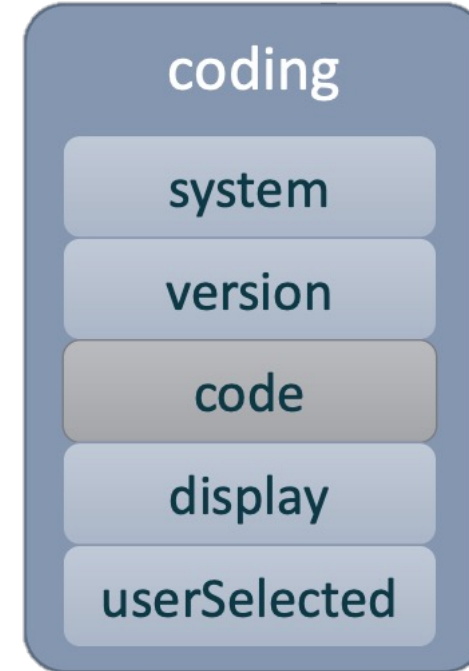 coding
system
version
code
display
userSelected